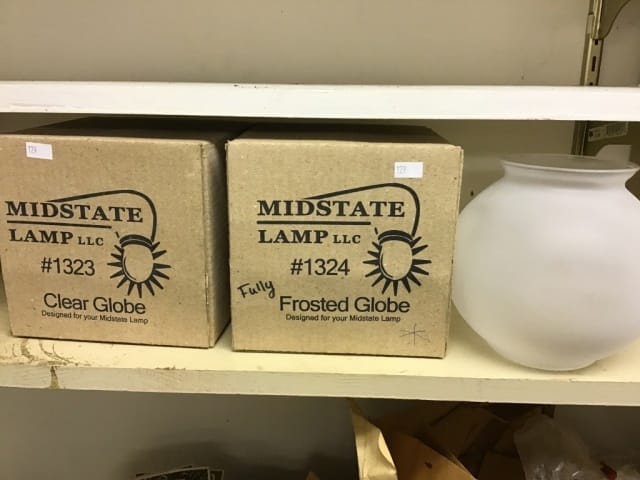 MIDSTATE
LAMP LLC
#1323
Clear Globe
Designed for your Midstate Lamp
MIDSTATE
LAMP LLC
#1324
Fully
Frosted Globe
Designed for your Midstate Lamp